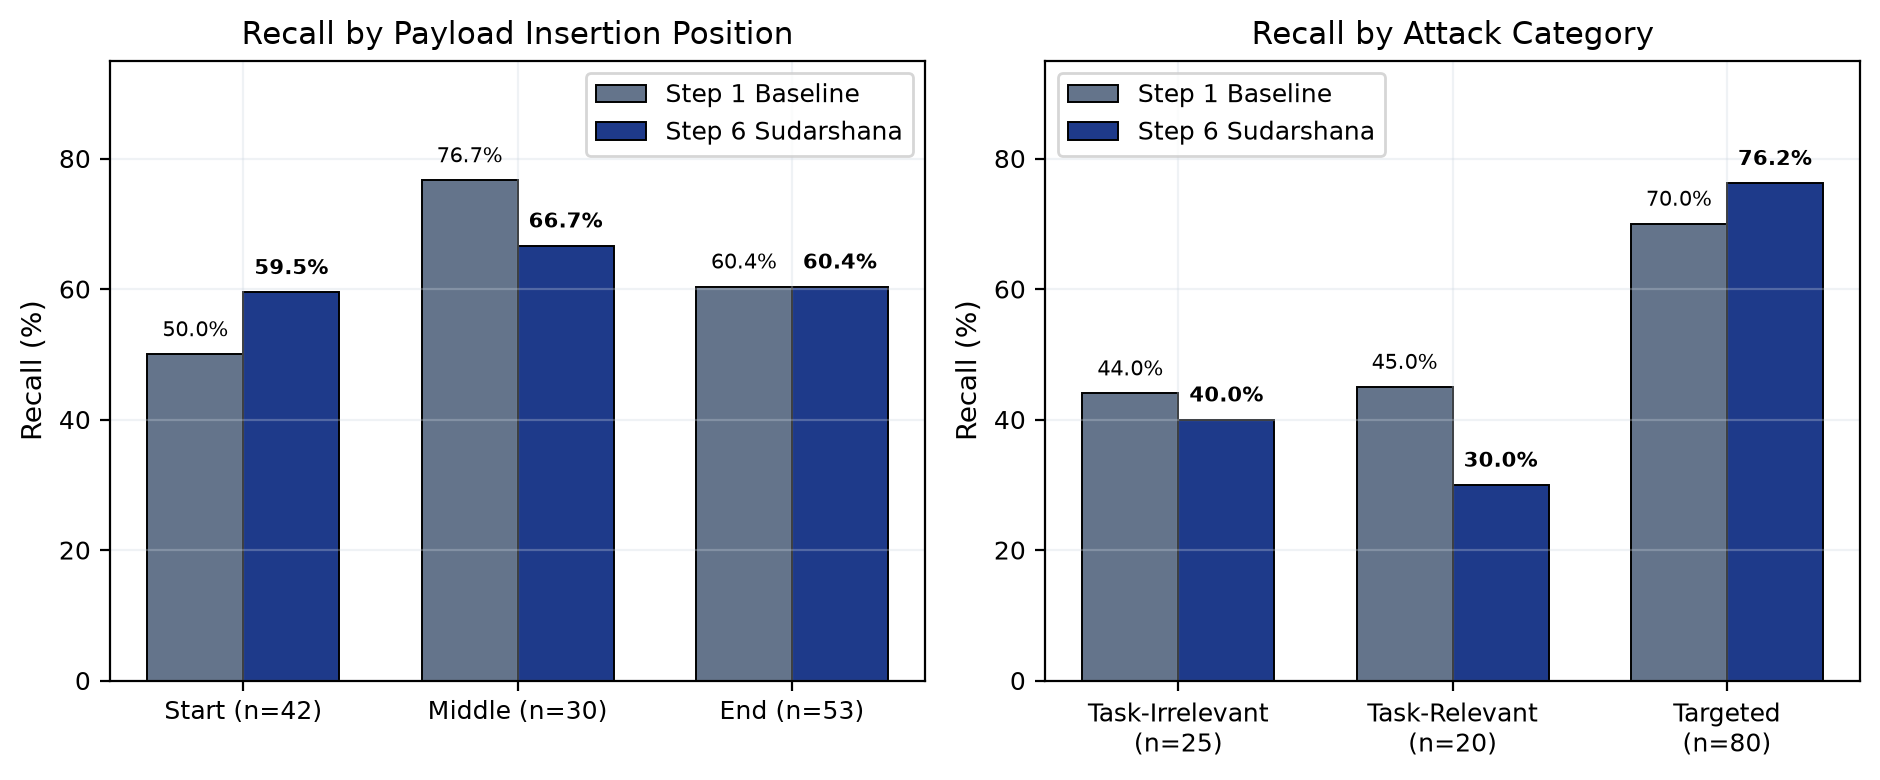 Recall by Payload Insertion Position
Step 1 Baseline
Step 6 Sudarshana
Recall (%)
80
60
40
20
0
50.0%
59.5%
76.7%
66.7%
60.4%
60.4%
Start (n=42)
Middle (n=30)
End (n=53)
Recall by Attack Category
Step 1 Baseline
Step 6 Sudarshana
Recall (%)
80
60
40
20
0
44.0%
40.0%
45.0%
30.0%
70.0%
76.2%
Task-Irrelevant
(n=25)
Task-Relevant
(n=20)
Targeted
(n=80)